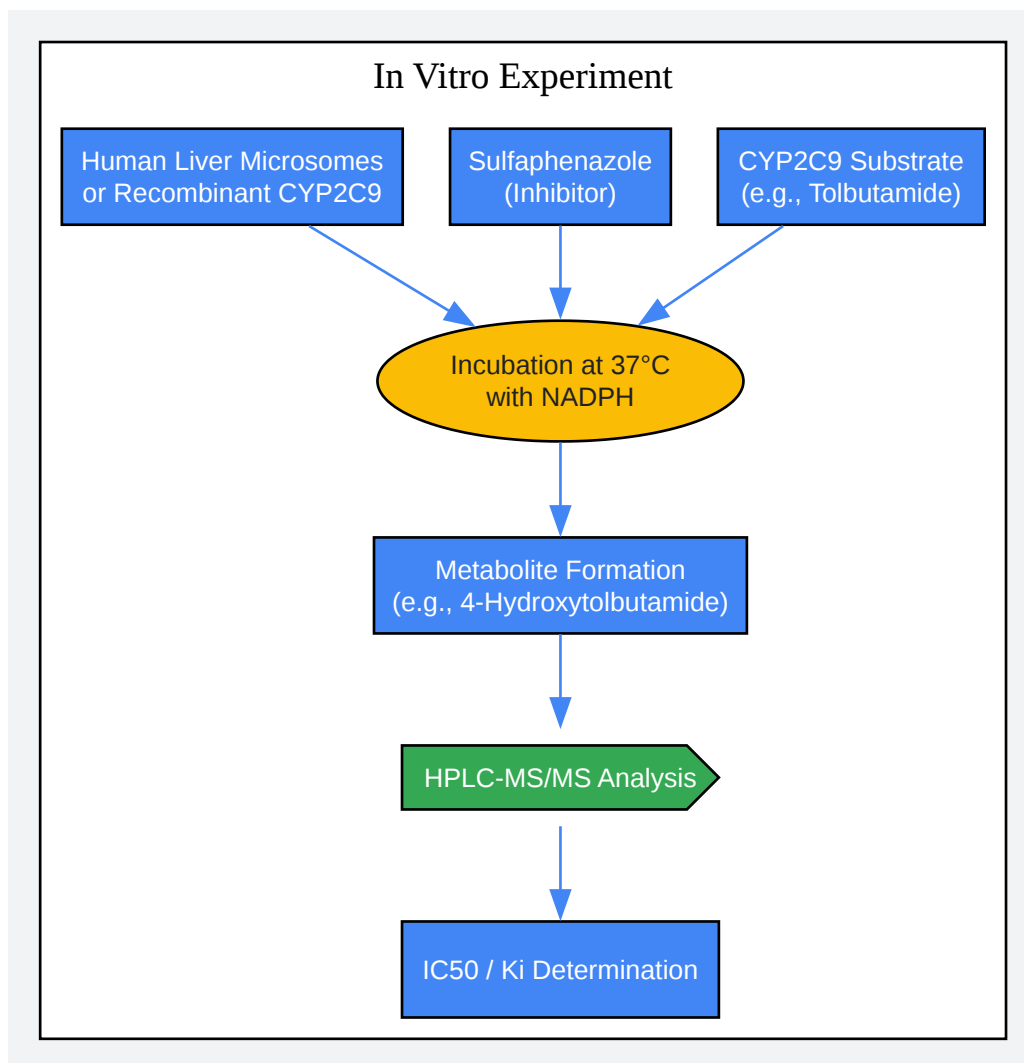 In Vitro Experiment
Human Liver Microsomes
or Recombinant CYP2C9
Sulfaphenazole
(Inhibitor)
CYP2C9 Substrate
(e.g., Tolbutamide)
Incubation at 37°C
with NADPH
Metabolite Formation
(e.g., 4-Hydroxytolbutamide)
HPLC-MS/MS Analysis
IC50 / Ki Determination